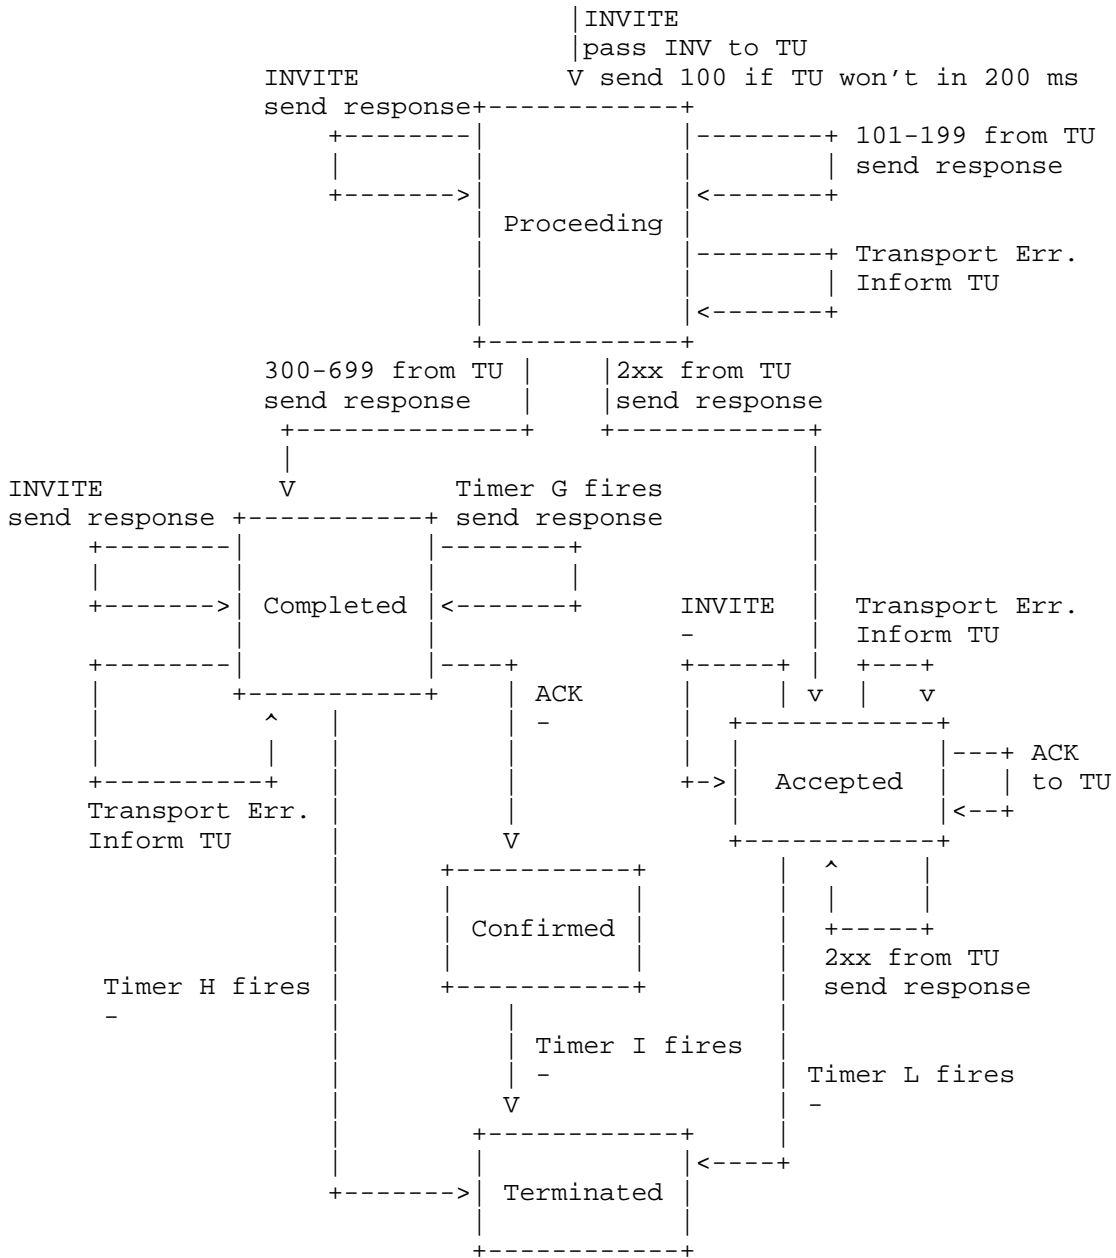 |INVITE
|pass INV to TU
INVITE             V send 100 if TU won't in 200 ms
send response+------------+
+--------|            |--------+ 101-199 from TU
|        |            |        | send response
+------->|            |<-------+
| Proceeding |
|            |--------+ Transport Err.
|            |        | Inform TU
|            |<-------+
+------------+
300-699 from TU |    |2xx from TU
send response   |    |send response
+---------------+    +------------+
|                                |
INVITE           V          Timer G fires         |
send response +-----------+ send response         |
+--------|           |--------+              |
|        |           |        |              |
+------->| Completed |<-------+      INVITE  |  Transport Err.
|           |               -       |  Inform TU
+--------|           |----+          +-----+ |  +---+
|        +-----------+    | ACK      |     | v  |   v
|          ^   |          | -        |  +------------+
|          |   |          |          |  |            |---+ ACK
+----------+   |          |          +->|  Accepted  |   | to TU
Transport Err. |          |             |            |<--+
Inform TU      |          V             +------------+
|      +-----------+        |  ^     |
|      |           |        |  |     |
|      | Confirmed |        |  +-----+
|      |           |        |  2xx from TU
Timer H fires |      +-----------+        |  send response
-             |          |                |
|          | Timer I fires  |
|          | -              | Timer L fires
|          V                | -
|        +------------+     |
|        |            |<----+
+------->| Terminated |
|            |
+------------+